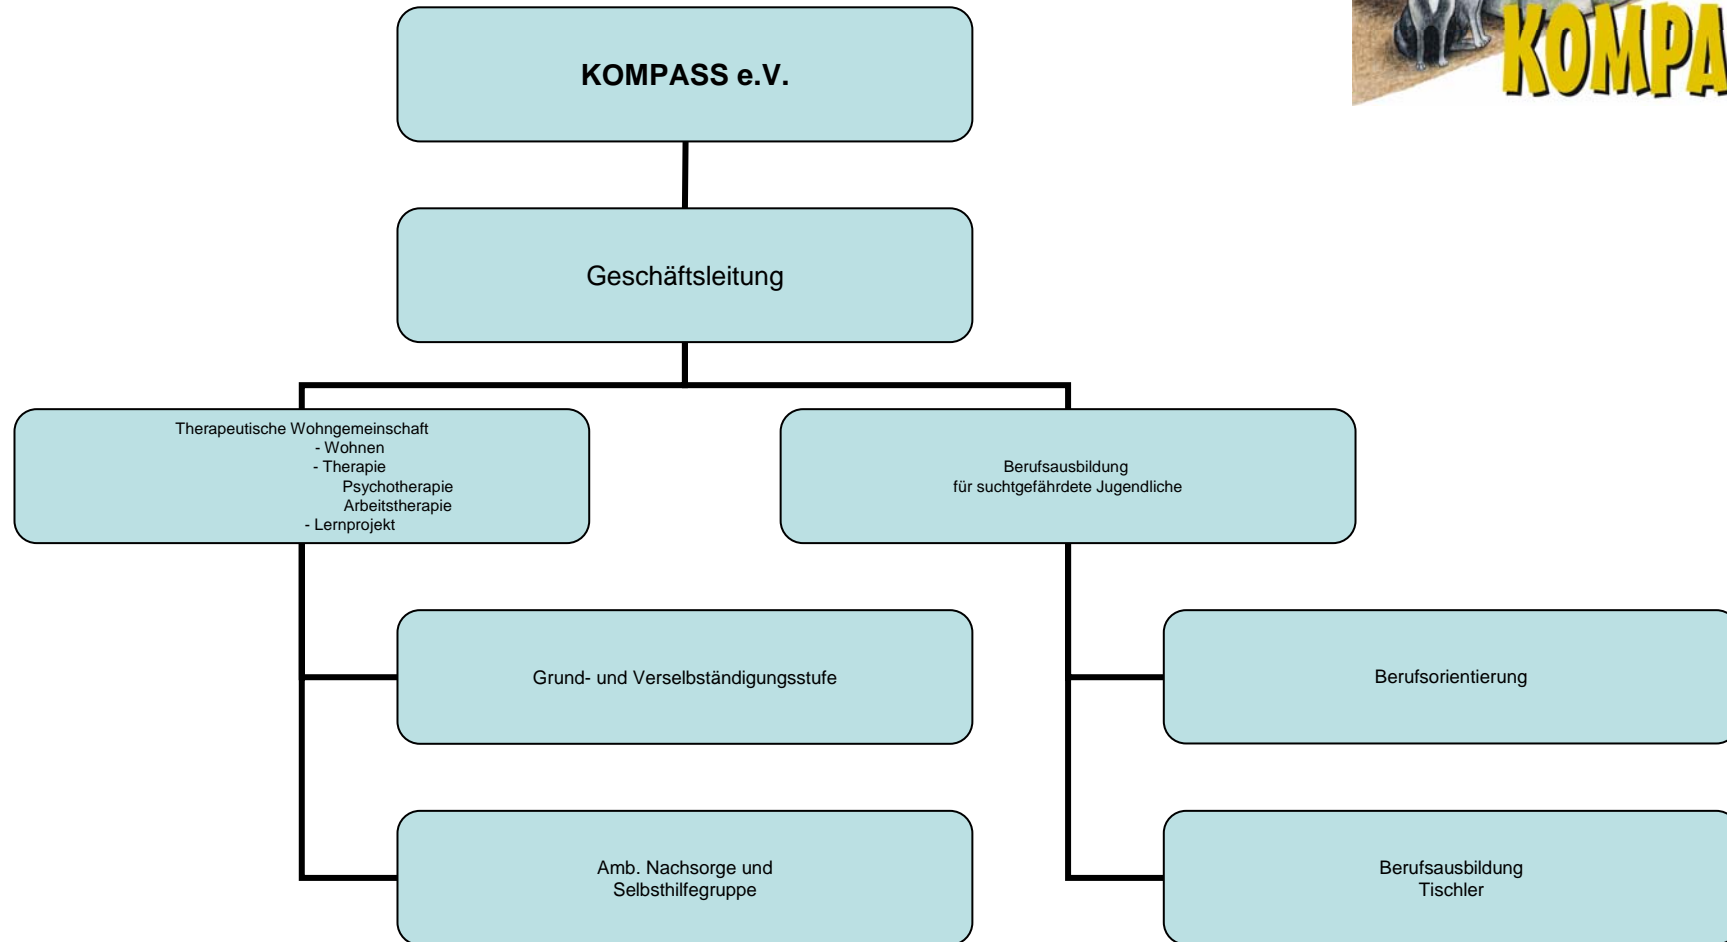 KOMPA
KOMPASS e.V.
Geschäftsleitung
Therapeutische Wohngemeinschaft
- Wohnen
- Therapie
Psychotherapie
Arbeitstherapie
- Lernprojekt
Berufsausbildung
für suchtgefährdete Jugendliche
Grund- und Verselbständigungsstufe
Berufsorientierung
Amb. Nachsorge und
Selbsthilfegruppe
Berufsausbildung
Tischler